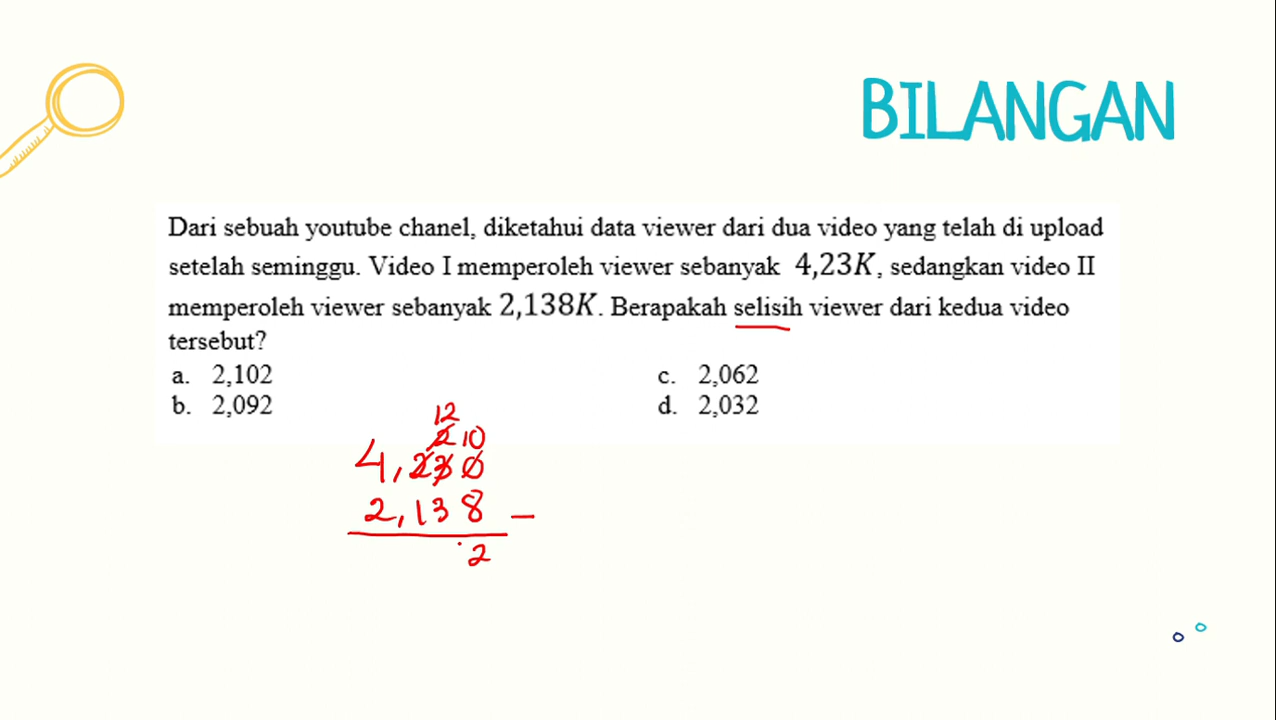 BILANGAN
Dari sebuah youtube chanel, diketahui data viewer dari dua video yang telah di upload
setelah seminggu. Video I memperoleh viewer sebanyak 4,23K, sedangkan video II
memperoleh viewer sebanyak 2,138K. Berapakah selisih viewer dari kedua video
tersebut?
a. 2,102
c. 2,062
b. 2,092
d. 2,032
12
2 10
4,230
2,138 −
2